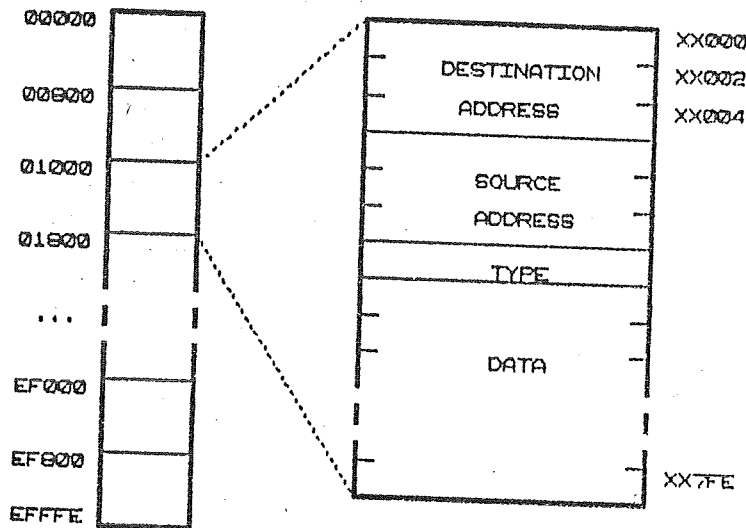 00000
00800
01000
01800
...
EF000
EF800
EFFFE
DESTINATION
ADDRESS
SOURCE
ADDRESS
TYPE
DATA
XX000
XX002
XX004
XX7FE